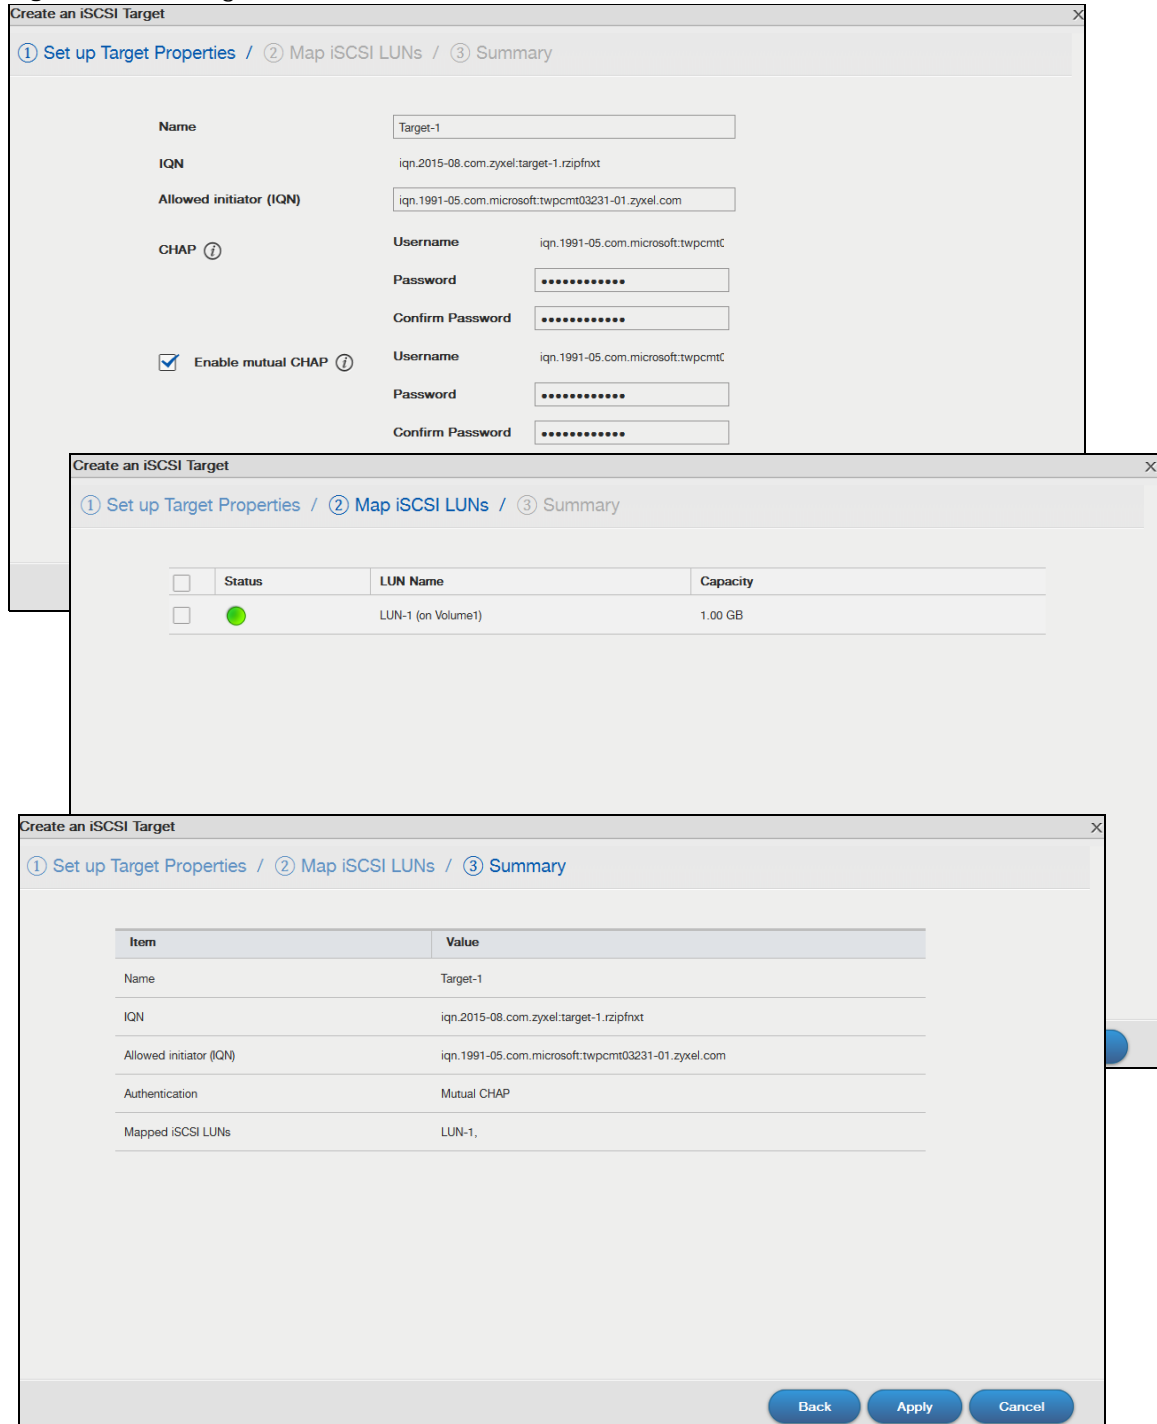 Create an iSCSI Target X
1 Set up Target Properties / 2 Map iSCSI LUNs / 3 Summary
Name Target-1
IQN iqn.2015-08.com.zyxel:target-1.rzipfnxt
Allowed initiator (IQN) iqn.1991-05.com.microsoft:twpcmt03231-01.zyxel.com
CHAP i Username iqn.1991-05.com.microsoft:twpcmt0
Password ••••••••••••
Confirm Password ••••••••••••
Enable mutual CHAP i Username iqn.1991-05.com.microsoft:twpcmt0
Password ••••••••••••
Confirm Password ••••••••••••
Create an iSCSI Target X
1 Set up Target Properties / 2 Map iSCSI LUNs / 3 Summary
Status LUN Name Capacity
LUN-1 (on Volume1) 1.00 GB
Create an iSCSI Target X
1 Set up Target Properties / 2 Map iSCSI LUNs / 3 Summary
Item Value
Name Target-1
IQN iqn.2015-08.com.zyxel:target-1.rzipfnxt
Allowed initiator (IQN) iqn.1991-05.com.microsoft:twpcmt03231-01.zyxel.com
Authentication Mutual CHAP
Mapped iSCSI LUNs LUN-1,
Back Apply Cancel